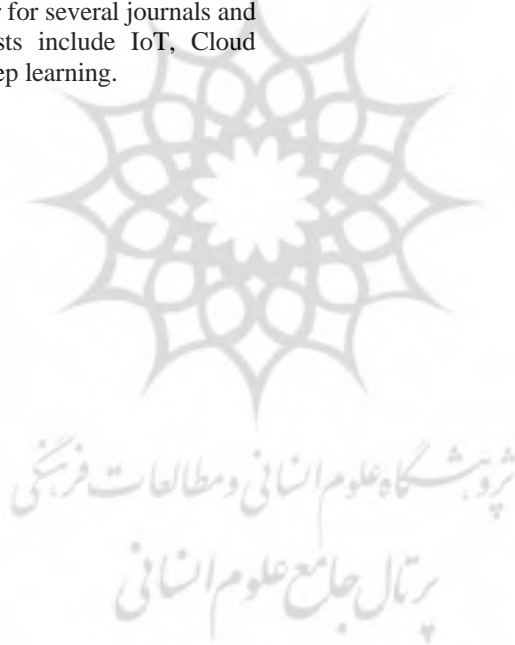 r for several journals and
sts include IoT, Cloud
ep learning.
پژوهشگاه علوم انسانی و مطالعات فرهنگی
پرتال جامع علوم انسانی